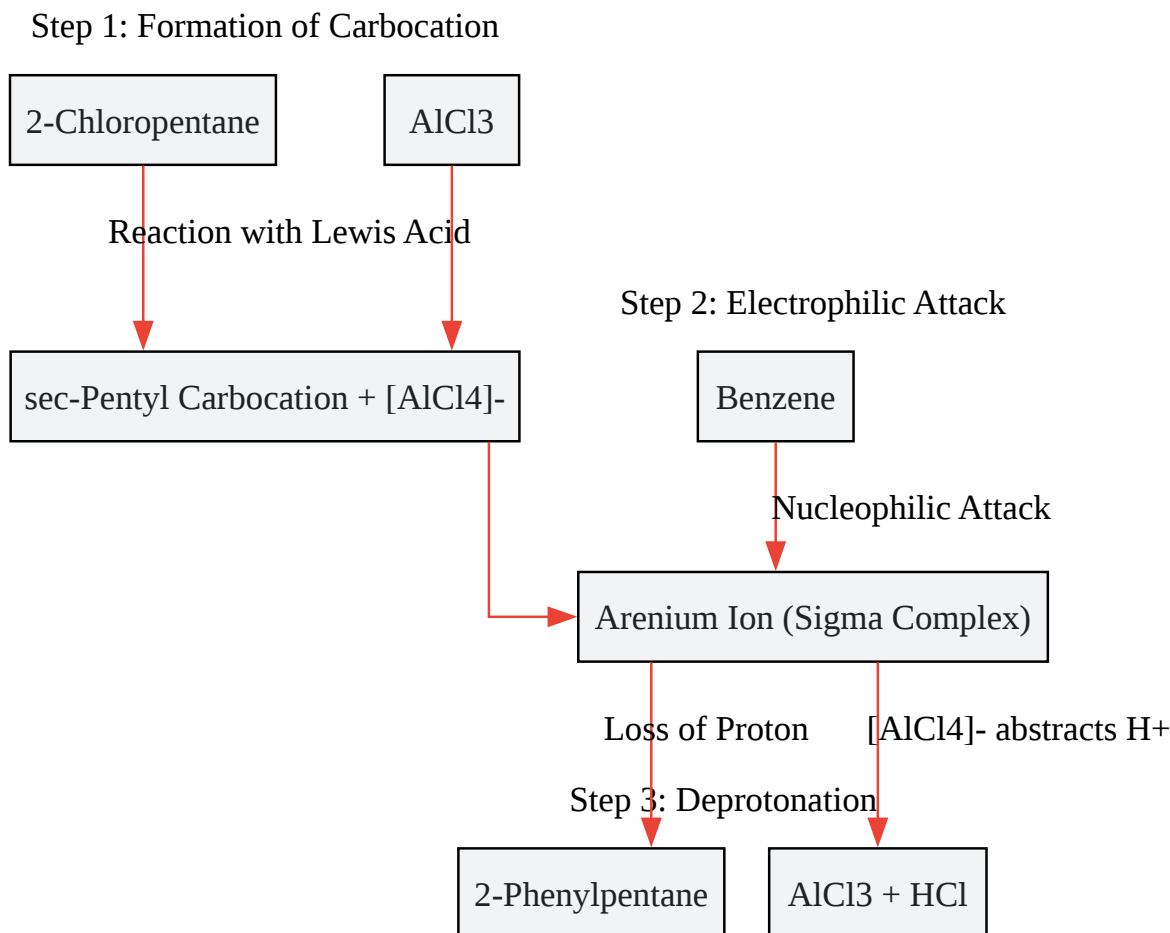 Step 1: Formation of Carbocation
2-Chloropentane
AlCl3
Reaction with Lewis Acid
Step 2: Electrophilic Attack
sec-Pentyl Carbocation + [AlCl4]-
Benzene
Nucleophilic Attack
Arenium Ion (Sigma Complex)
Loss of Proton
[AlCl4]- abstracts H+
Step 3: Deprotonation
2-Phenylpentane
AlCl3 + HCl